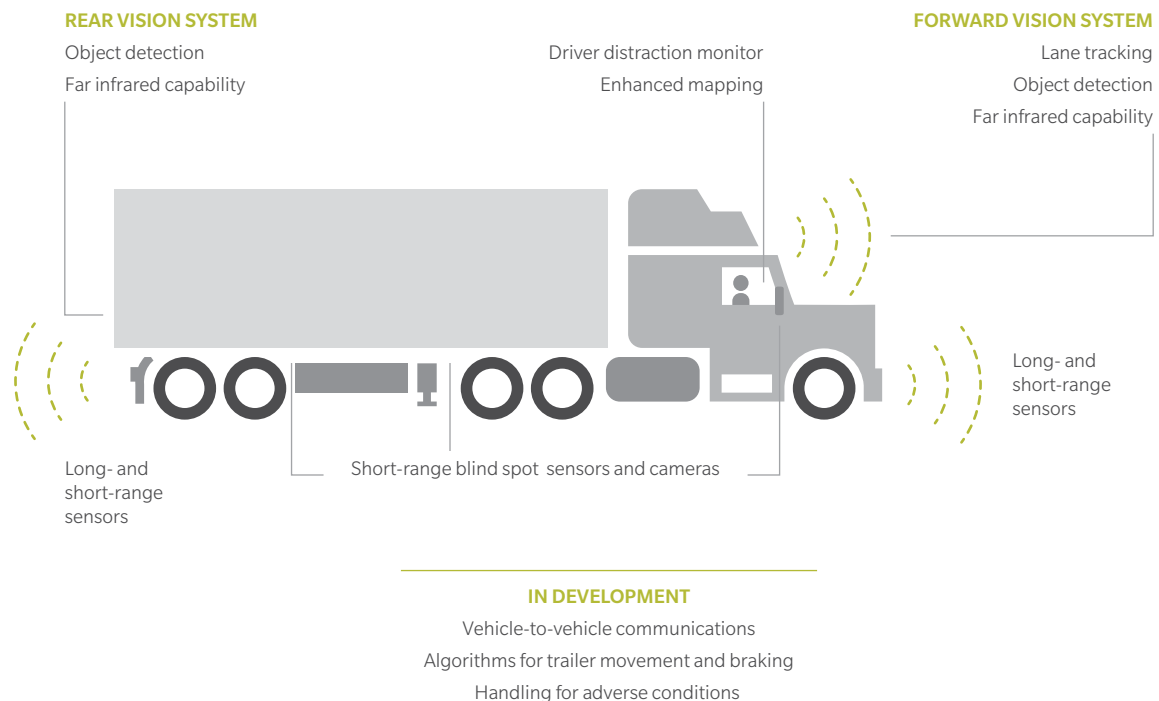 REAR VISION SYSTEM
Object detection
Far infrared capability
Driver distraction monitor
Enhanced mapping
FORWARD VISION SYSTEM
Lane tracking
Object detection
Far infrared capability
Long- and
short-range
sensors
Short-range blind spot sensors and cameras
Long- and
short-range
sensors
IN DEVELOPMENT
Vehicle-to-vehicle communications
Algorithms for trailer movement and braking
Handling for adverse conditions